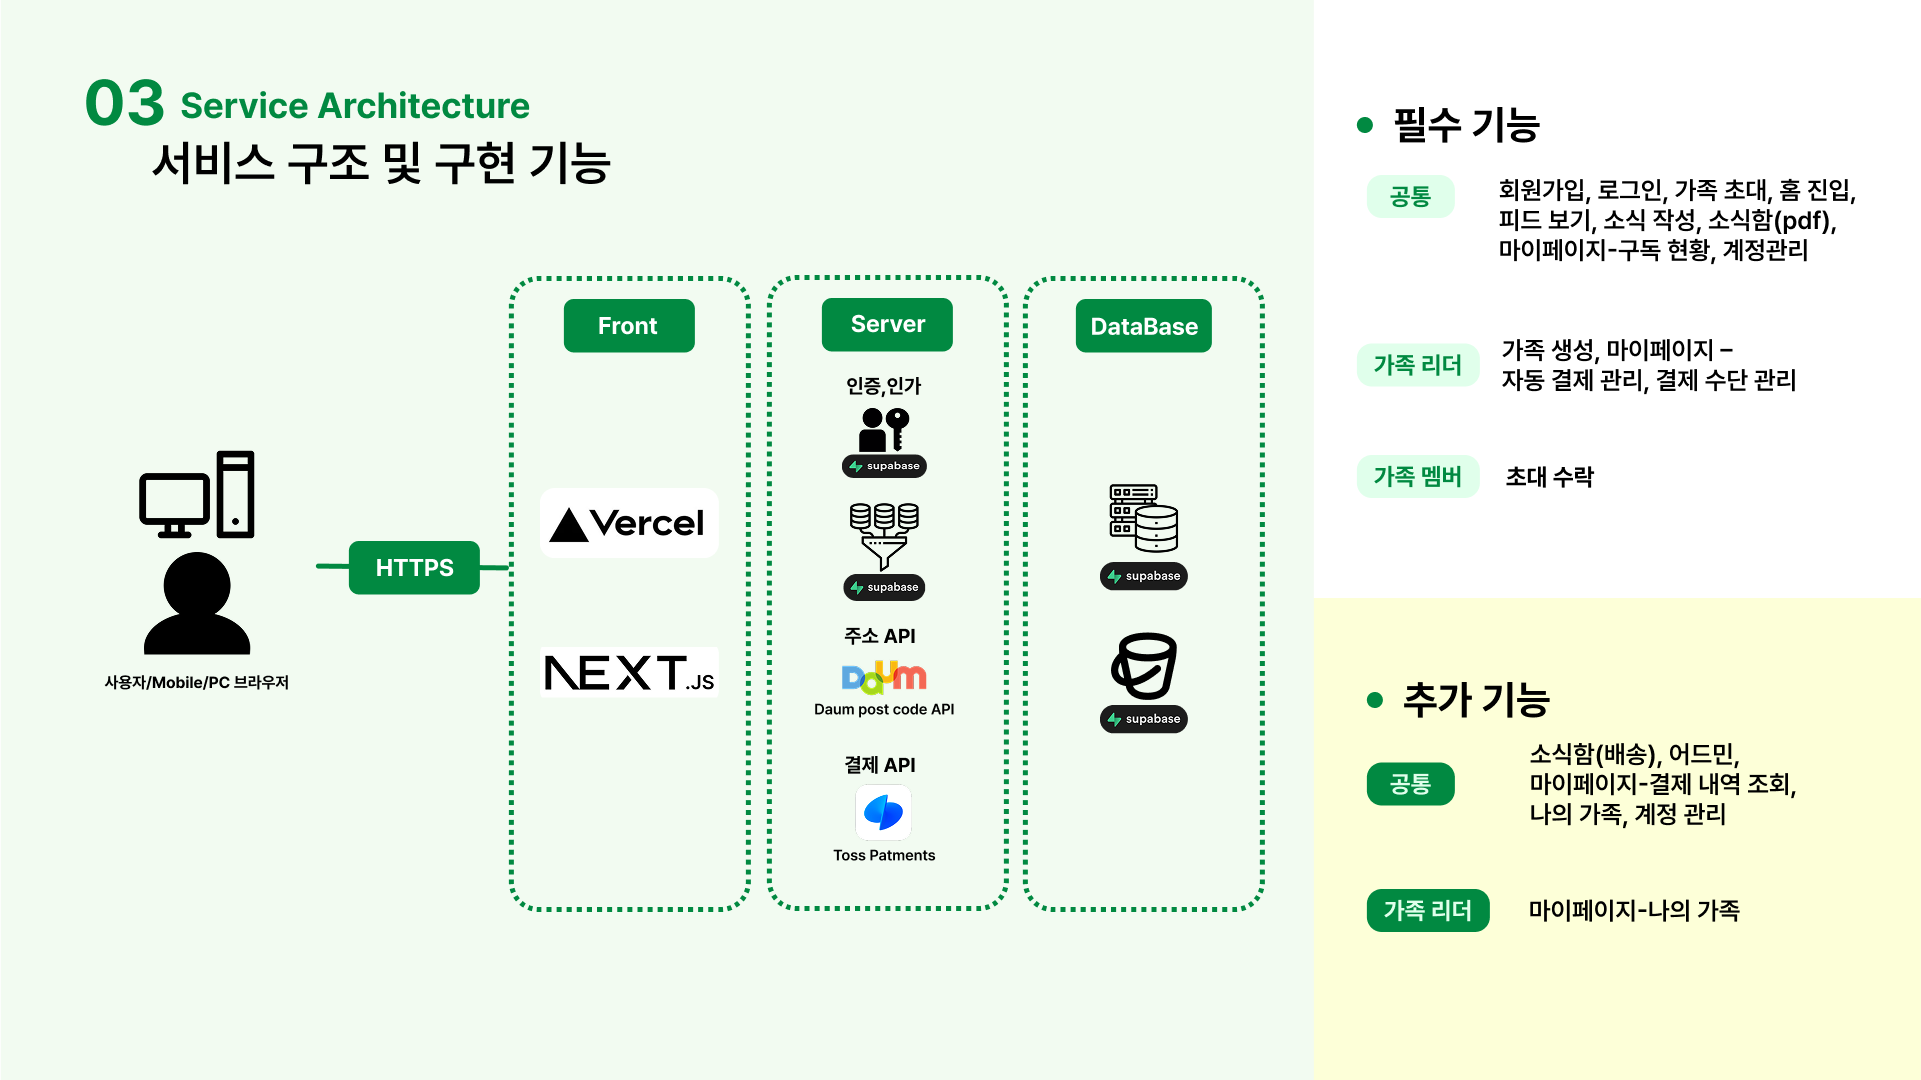 03 Service Architecture
서비스 구조 및 구현 기능
사용자/Mobile/PC 브라우저
HTTPS
Front
Vercel
NEXT.JS
Server
인증,인가
supabase
supabase
주소 API
Daum
Daum post code API
결제 API
Toss Patments
DataBase
supabase
supabase
필수 기능
공통
회원가입, 로그인, 가족 초대, 홈 진입,
피드 보기, 소식 작성, 소식함(pdf),
마이페이지-구독 현황, 계정관리
가족 리더
가족 생성, 마이페이지 –
자동 결제 관리, 결제 수단 관리
가족 멤버
초대 수락
추가 기능
공통
소식함(배송), 어드민,
마이페이지-결제 내역 조회,
나의 가족, 계정 관리
가족 리더
마이페이지-나의 가족